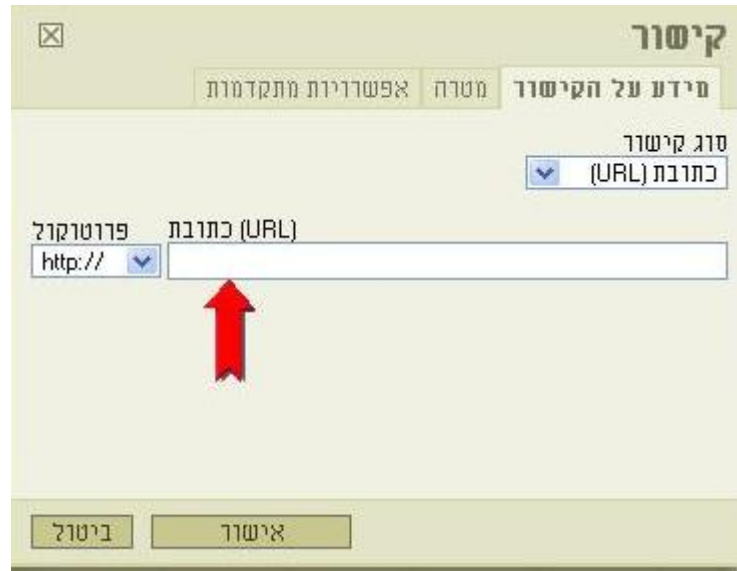 קישור
מידע על הקישור מטרה אפשרויות מתקדמות
סוג קישור
כתובת (URL)
כתובת (URL) פרוטוקול
http://
אישור ביטול